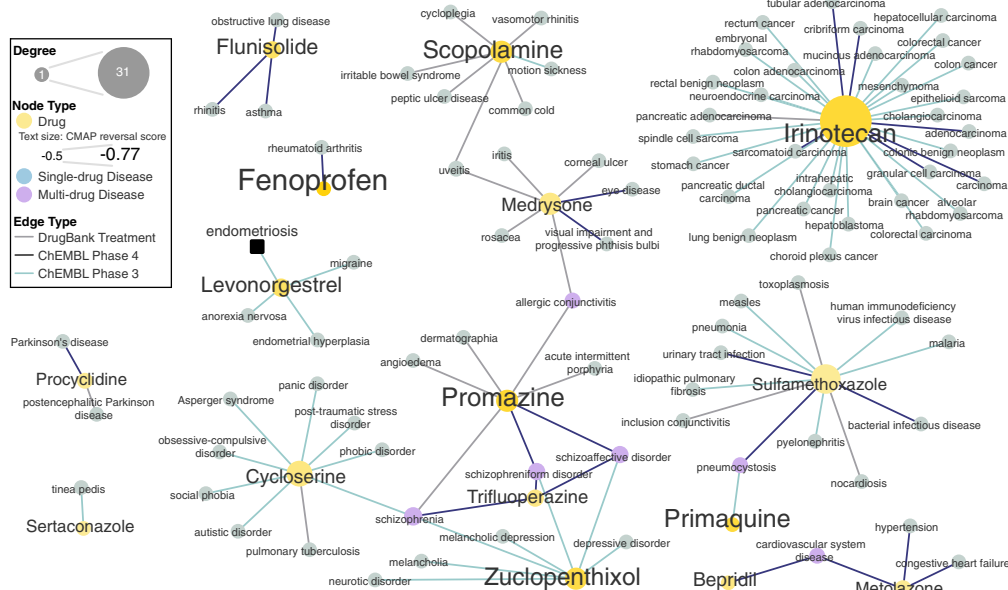 Degree
1
31
Node Type
Drug
Text size: CMAP reversal score
-0.5
-0.77
Single-drug Disease
Multi-drug Disease
Edge Type
DrugBank Treatment
ChEMBL Phase 4
ChEMBL Phase 3
obstructive lung disease
Flunisolide
rhinitis
asthma
cycloplegia
vasomotor rhinitis
Scopolamine
irritable bowel syndrome
motion sickness
peptic ulcer disease
common cold
uveitis
rheumatoid arthritis
Fenoprofen
iritis
corneal ulcer
eye disease
Medrysone
rosacea
visual impairment and
progressive phthisis bulbi
allergic conjunctivitis
tubular adenocarcinoma
rectum cancer
cribriform carcinoma
hepatocellular carcinoma
embryonal
rhabdomyosarcoma
mucinous adenocarcinoma
colorectal cancer
colon adenocarcinoma
colon cancer
rectal benign neoplasm
mesenchymoma
neuroendocrine carcinoma
epithelioid sarcoma
pancreatic adenocarcinoma
cholangiocarcinoma
Irinotecan
adenocarcinoma
spindle cell sarcoma
sarcomatoid carcinoma
colonic benign neoplasm
stomach cancer
granular cell carcinoma
carcinoma
pancreatic ductal
carcinoma
intrahepatic
cholangiocarcinoma
brain cancer
alveolar
rhabdomyosarcoma
pancreatic cancer
hepatoblastoma
lung benign neoplasm
colorectal carcinoma
choroid plexus cancer
endometriosis
migraine
Levonorgestrel
anorexia nervosa
endometrial hyperplasia
Parkinson's disease
Procyclidine
postencephalitic Parkinson
disease
tinea pedis
Sertaconazole
panic disorder
Asperger syndrome
post-traumatic stress
disorder
obsessive-compulsive
disorder
phobic disorder
Cycloserine
social phobia
autistic disorder
pulmonary tuberculosis
dermatographia
angioedema
acute intermittent
porphyria
Promazine
schizoaffective disorder
schizophreniform disorder
Trifluoperazine
schizophrenia
melancholic depression
depressive disorder
melancholia
neurotic disorder
Zuclopenthixol
toxoplasmosis
measles
human immunodeficiency
virus infectious disease
pneumonia
malaria
urinary tract infection
idiopathic pulmonary
fibrosis
Sulfamethoxazole
inclusion conjunctivitis
bacterial infectious disease
pyelonephritis
pneumocystosis
nocardiosis
Primaquine
hypertension
cardiovascular system
disease
congestive heart failure
Bepridil
Metolazone